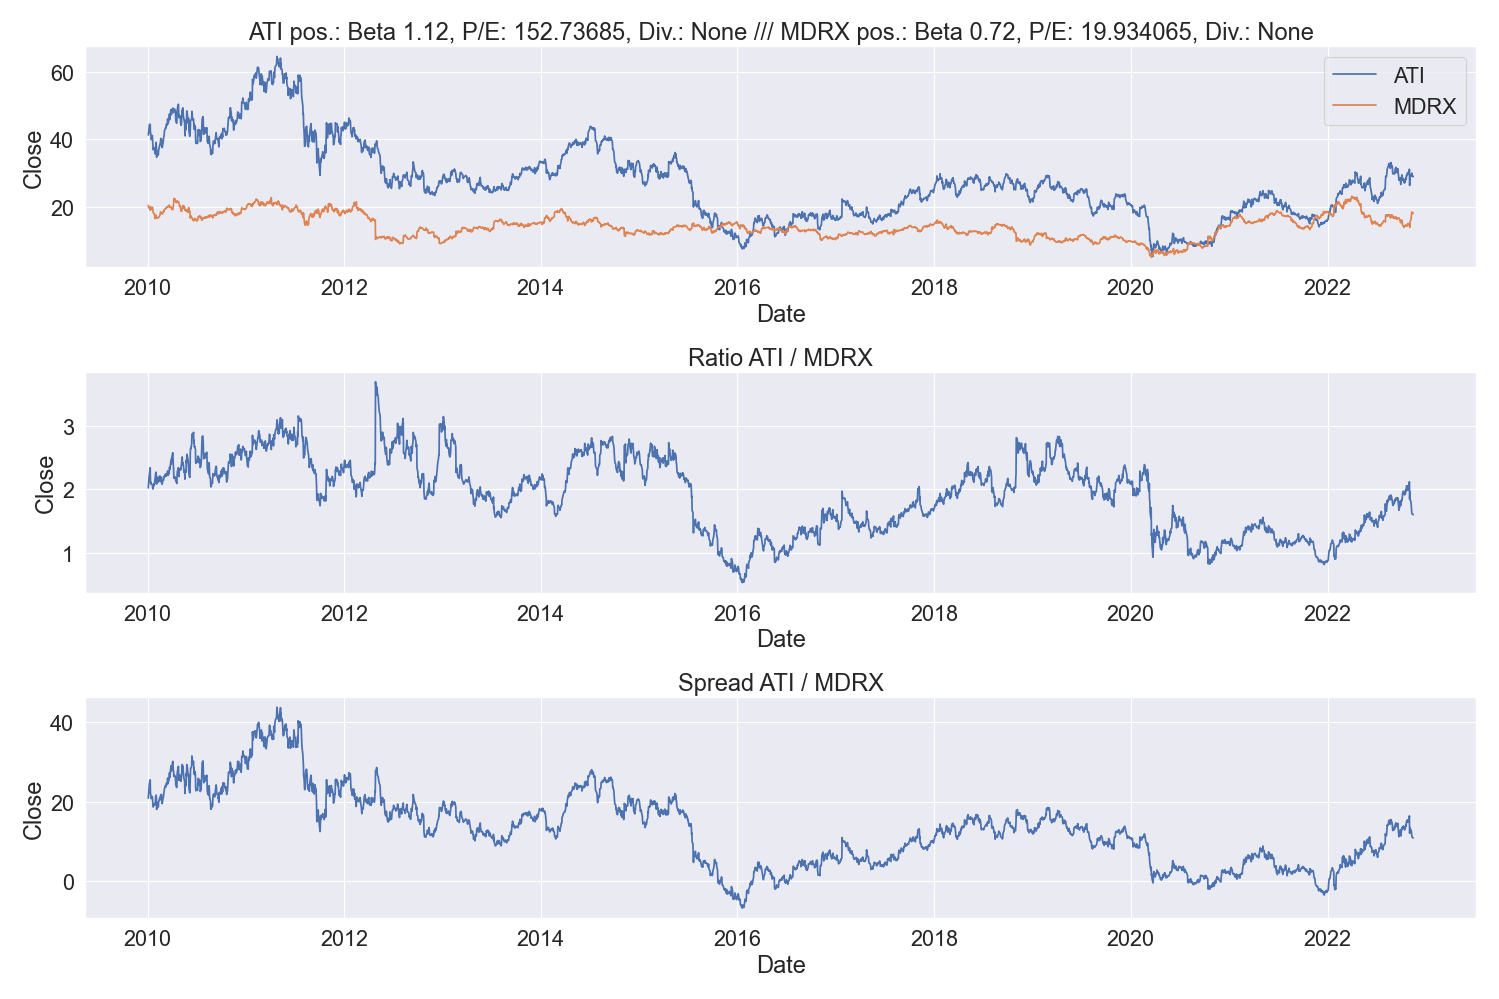 ATI pos.: Beta 1.12, P/E: 152.73685, Div.: None /// MDRX pos.: Beta 0.72, P/E: 19.934065, Div.: None
ATI
MDRX
Close
60
40
20
2010 2012 2014 2016 2018 2020 2022
Date
Ratio ATI / MDRX
Close
3
2
1
2010 2012 2014 2016 2018 2020 2022
Date
Spread ATI / MDRX
Close
40
20
0
2010 2012 2014 2016 2018 2020 2022
Date